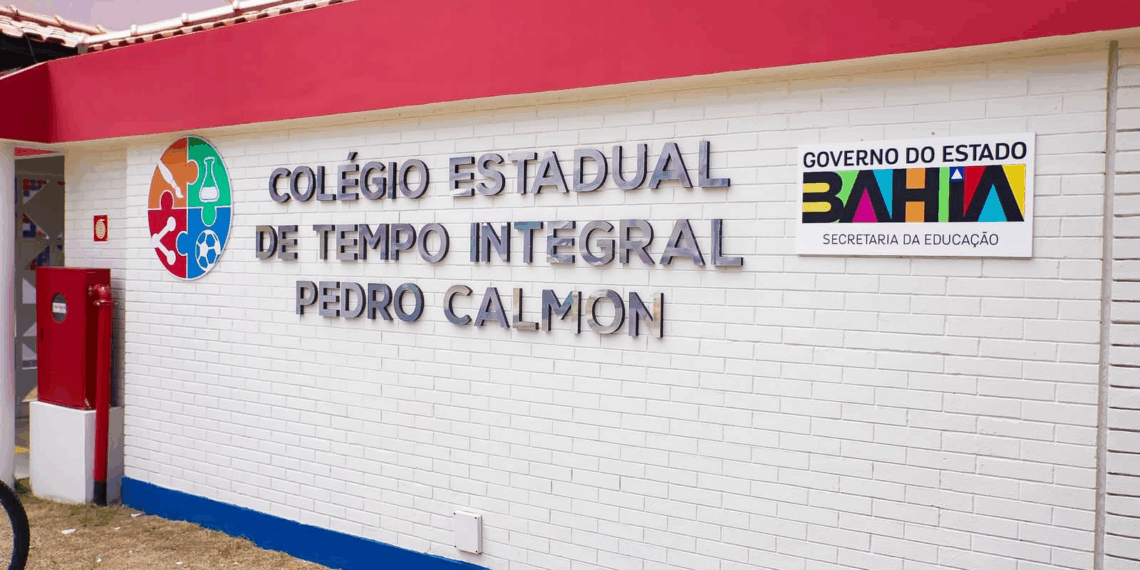 COLÉGIO ESTADUAL
DE TEMPO INTEGRAL
PEDRO CALMON
GOVERNO DO ESTADO
BAHIA
SECRETARIA DA EDUCAÇÃO